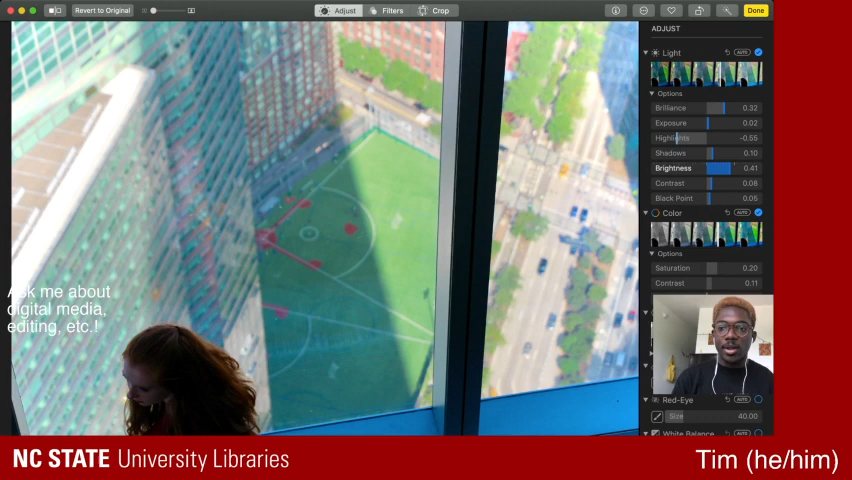 Revert to Original
Adjust
Filters
Crop
Done
ADJUST
Light
AUTO
Options
Brilliance 0.32
Exposure 0.02
Highlights -0.55
Shadows 0.10
Brightness 0.41
Contrast 0.08
Black Point 0.05
Color
AUTO
Options
Saturation 0.20
Contrast 0.11
Ask me about
digital media,
editing, etc.!
Red-Eye
AUTO
Size 40.00
White Balance
AUTO
NC STATE University Libraries
Tim (he/him)